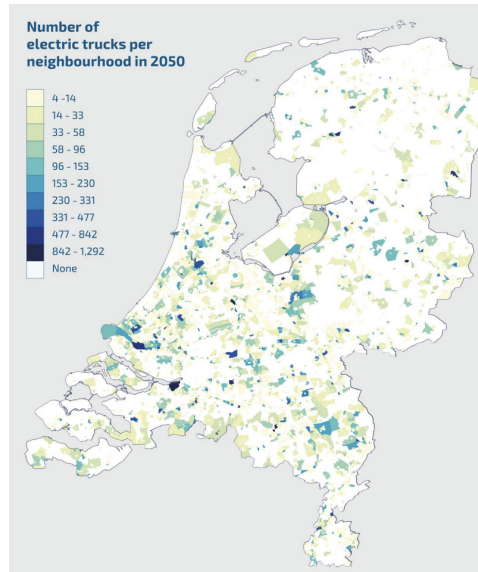 Number of
electric trucks per
neighbourhood in 2050
4 -14
14 - 33
33 - 58
58 - 96
96 - 153
153 - 230
230 - 331
331 - 477
477 - 842
842 - 1,292
None